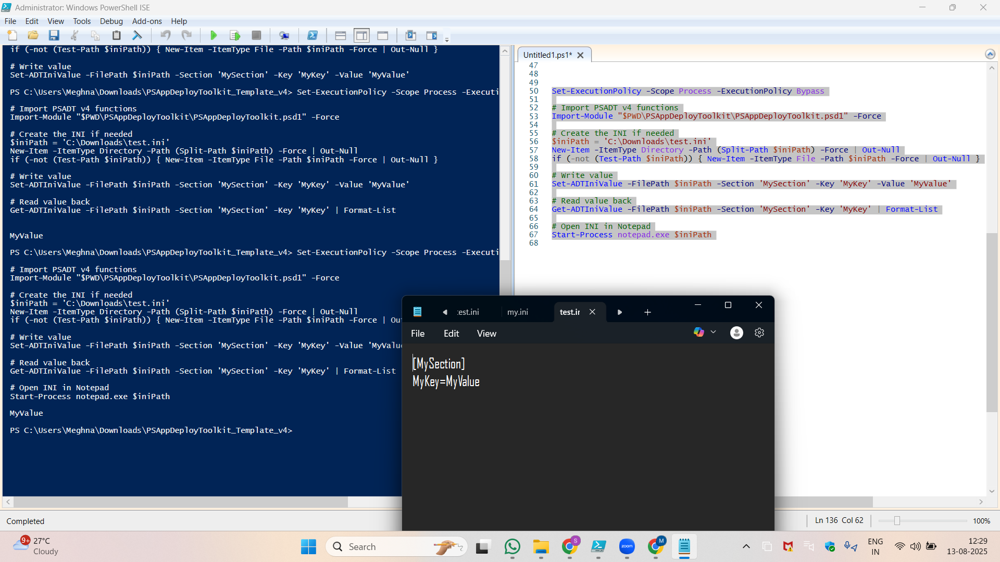 Administrator: Windows PowerShell ISE
File Edit View Tools Debug Add-ons Help
if (-not (Test-Path $iniPath)) { New-Item -ItemType File -Path $iniPath -Force | Out-Null }
# Write value
Set-ADTIniValue -FilePath $iniPath -Section 'MySection' -Key 'MyKey' -Value 'MyValue'
PS C:\Users\Meghna\Downloads\PSAppDeployToolkit_Template_v4> Set-ExecutionPolicy -Scope Process -Executi
# Import PSADT v4 functions
Import-Module "$PWD\PSAppDeployToolkit\PSAppDeployToolkit.psd1" -Force
# Create the INI if needed
$iniPath = 'C:\Downloads\test.ini'
New-Item -ItemType Directory -Path (Split-Path $iniPath) -Force | Out-Null
if (-not (Test-Path $iniPath)) { New-Item -ItemType File -Path $iniPath -Force | Out-Null }
# Write value
Set-ADTIniValue -FilePath $iniPath -Section 'MySection' -Key 'MyKey' -Value 'MyValue'
# Read value back
Get-ADTIniValue -FilePath $iniPath -Section 'MySection' -Key 'MyKey' | Format-List
MyValue
PS C:\Users\Meghna\Downloads\PSAppDeployToolkit_Template_v4> Set-ExecutionPolicy -Scope Process -Executi
# Import PSADT v4 functions
Import-Module "$PWD\PSAppDeployToolkit\PSAppDeployToolkit.psd1" -Force
# Create the INI if needed
$iniPath = 'C:\Downloads\test.ini'
New-Item -ItemType Directory -Path (Split-Path $iniPath) -Force | Out-Null
if (-not (Test-Path $iniPath)) { New-Item -ItemType File -Path $iniPath -Force | Ou
# Write value
Set-ADTIniValue -FilePath $iniPath -Section 'MySection' -Key 'MyKey' -Value 'MyValu
# Read value back
Get-ADTIniValue -FilePath $iniPath -Section 'MySection' -Key 'MyKey' | Format-List
# Open INI in Notepad
Start-Process notepad.exe $iniPath
MyValue
PS C:\Users\Meghna\Downloads\PSAppDeployToolkit_Template_v4>
Untitled1.ps1*
47
48
49
50 Set-ExecutionPolicy -Scope Process -ExecutionPolicy Bypass
51
52 # Import PSADT v4 functions
53 Import-Module "$PWD\PSAppDeployToolkit\PSAppDeployToolkit.psd1" -Force
54
55 # Create the INI if needed
56 $iniPath = 'C:\Downloads\test.ini'
57 New-Item -ItemType Directory -Path (Split-Path $iniPath) -Force | Out-Null
58 if (-not (Test-Path $iniPath)) { New-Item -ItemType File -Path $iniPath -Force | Out-Null }
59
60 # Write value
61 Set-ADTIniValue -FilePath $iniPath -Section 'MySection' -Key 'MyKey' -Value 'MyValue'
62
63 # Read value back
64 Get-ADTIniValue -FilePath $iniPath -Section 'MySection' -Key 'MyKey' | Format-List
65
66 # Open INI in Notepad
67 Start-Process notepad.exe $iniPath
68
est.ini my.ini test.ir
File Edit View
[MySection]
MyKey=MyValue
Completed
Ln 136 Col 62 100%
9+ 27°C
Cloudy
Search
S
zoom
M
ENG
IN
12:29
13-08-2025